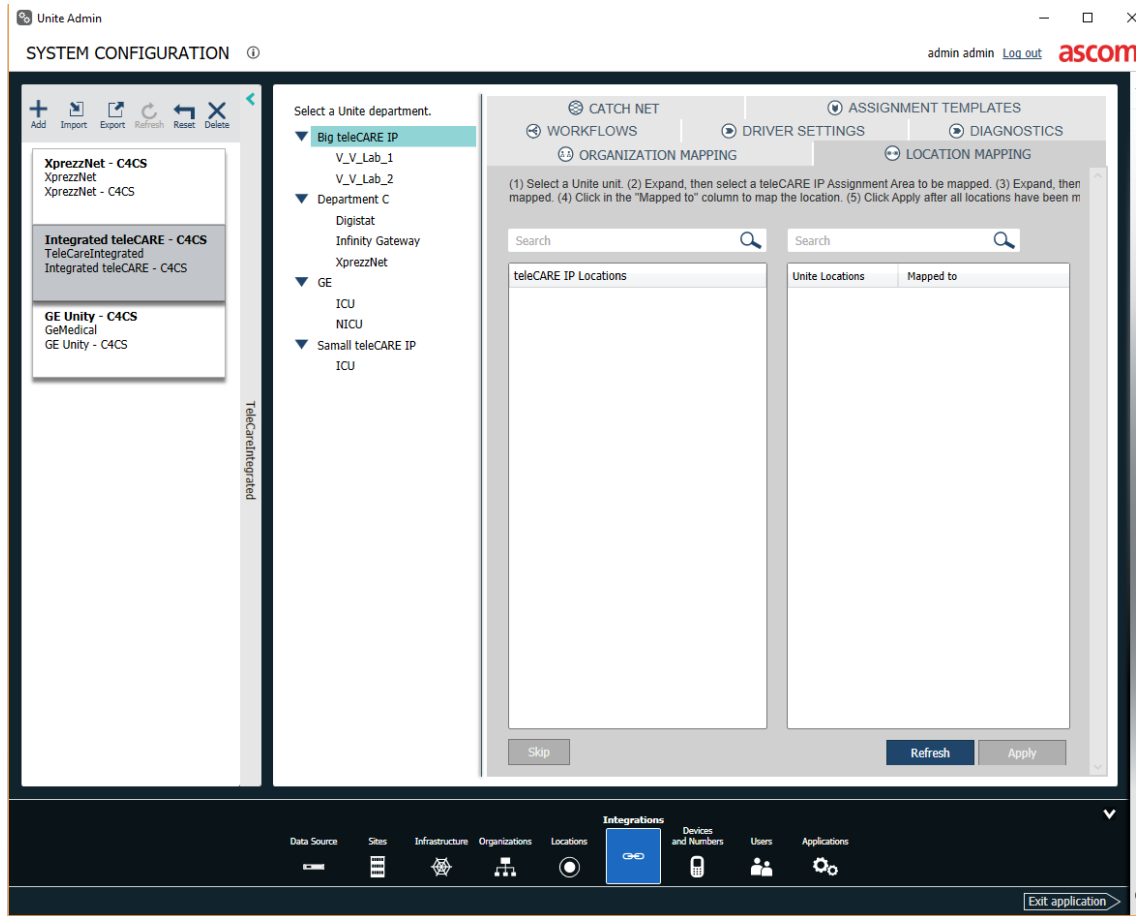 Unite Admin
SYSTEM CONFIGURATION
admin admin Log out ascom
Add Import Export Refresh Reset Delete
XprezzNet - C4CS
XprezzNet
XprezzNet - C4CS
Integrated teleCARE - C4CS
TeleCareIntegrated
Integrated teleCARE - C4CS
GE Unity - C4CS
GeMedical
GE Unity - C4CS
TeleCareIntegrated
Select a Unite department.
Big teleCARE IP
V_V_Lab_1
V_V_Lab_2
Department C
Digistat
Infinity Gateway
XprezzNet
GE
ICU
NICU
Samall teleCARE IP
ICU
CATCH NET
ASSIGNMENT TEMPLATES
WORKFLOWS
DRIVER SETTINGS
DIAGNOSTICS
ORGANIZATION MAPPING
LOCATION MAPPING
(1) Select a Unite unit. (2) Expand, then select a teleCARE IP Assignment Area to be mapped. (3) Expand, then
mapped. (4) Click in the "Mapped to" column to map the location. (5) Click Apply after all locations have been m
Search
Search
teleCARE IP Locations
Unite Locations Mapped to
Skip
Refresh
Apply
Data Source
Sites
Infrastructure
Organizations
Locations
Integrations
Devices
and Numbers
Users
Applications
Exit application